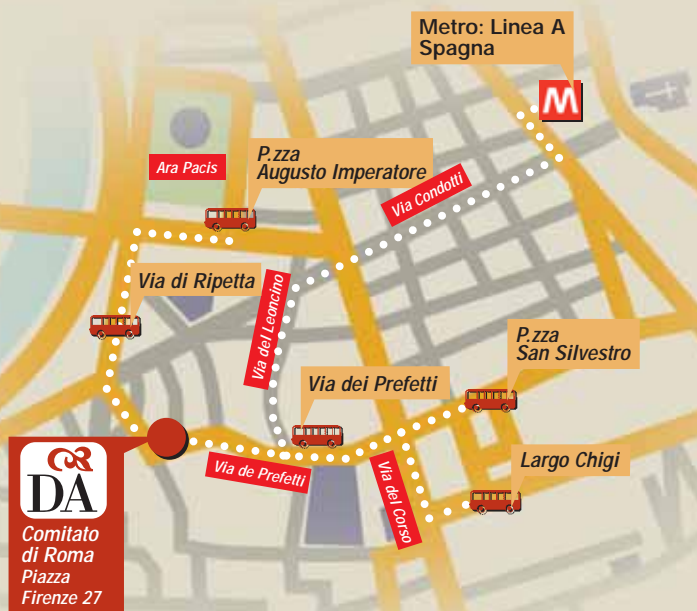 Metro: Linea A
Spagna
M
Ara Pacis
P.zza
Augusto Imperatore
Via Condotti
Via di Ripetta
Via del Leoncino
P.zza
San Silvestro
Via dei Prefetti
Via de Prefetti
Via del Corso
Largo Chigi
DA
Comitato
di Roma
Piazza
Firenze 27